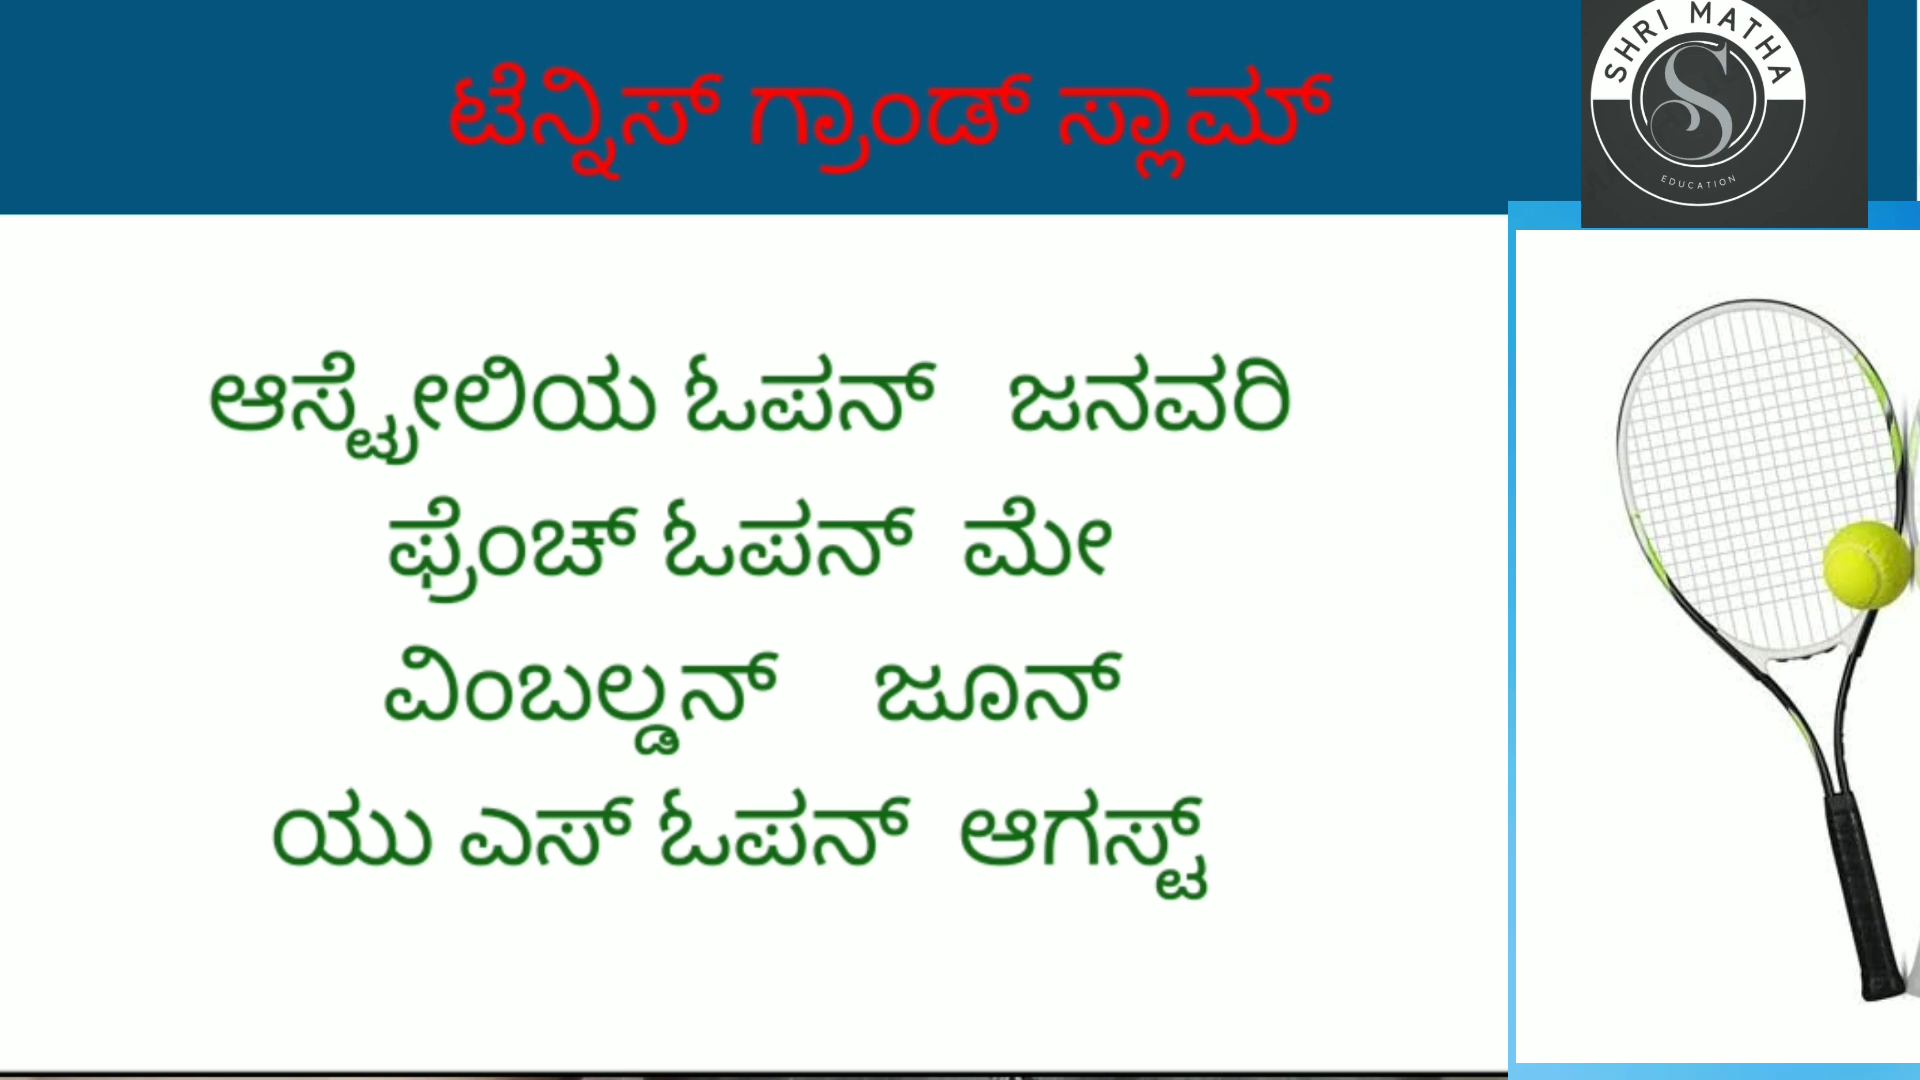 ಟೆನ್ನಿಸ್ ಗ್ರಾಂಡ್ ಸ್ಲಾಮ್
SHRI MATHA
S
EDUCATION
ಆಸ್ಟ್ರೇಲಿಯ ಓಪನ್ ಜನವರಿ
ಫ್ರೆಂಚ್ ಓಪನ್ ಮೇ
ವಿಂಬಲ್ಡನ್ ಜೂನ್
ಯು ಎಸ್ ಓಪನ್ ಆಗಸ್ಟ್